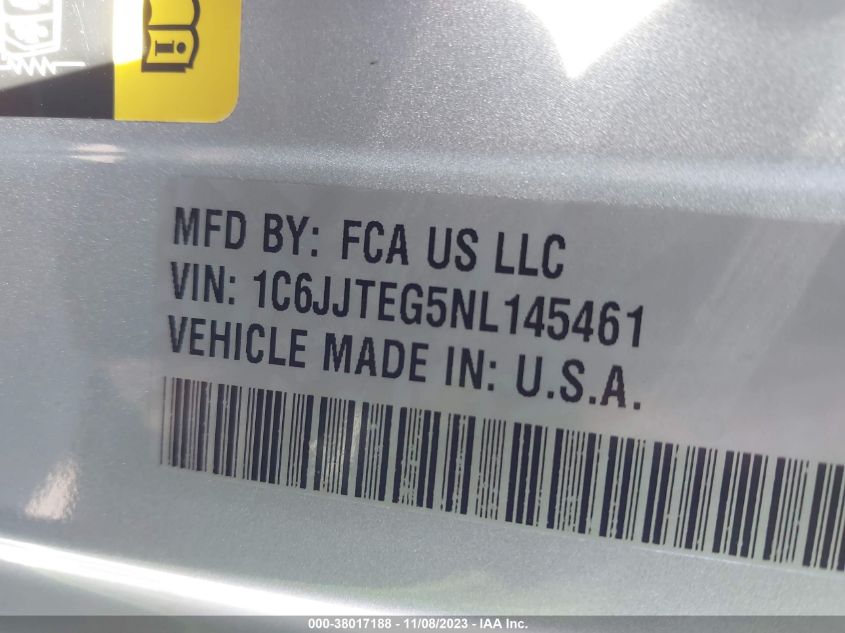 MFD BY: FCA US LLC
VIN: 1C6JJTEG5NL145461
VEHICLE MADE IN: U.S.A.
000-38017188 - 11/08/2023 - IAA Inc.